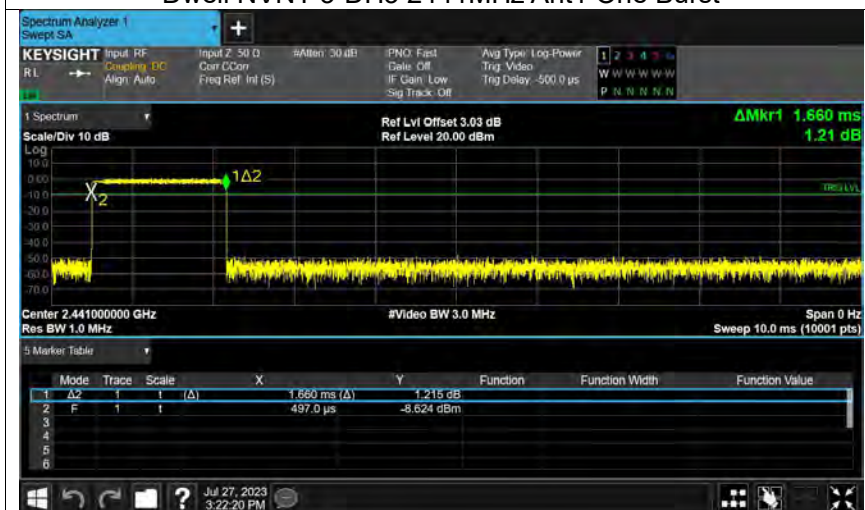 Spectrum Analyzer 1
Swept SA
+
KEYSIGHT Input: RF Input Z: 50 Ω #Atten: 30 dB PNO: Fast Avg Type: Log-Power 1 2 3 4 5 6
RL Coupling: DC Corr CCorr Gate: Off Trig: Video W W W W W W
Align: Auto Freq Ref: Int (S) IF Gain: Low Trig Delay: -500.0 µs P N N N N N
Sig Track: Off
1 Spectrum
Ref Lvl Offset 3.03 dB ΔMkr1 1.660 ms
Scale/Div 10 dB Ref Level 20.00 dBm 1.21 dB
Log
10.0
0.00 1Δ2
-10.0 X2 TRIG LVL
-20.0
-30.0
-40.0
-50.0
-60.0
-70.0
Center 2.441000000 GHz #Video BW 3.0 MHz Span 0 Hz
Res BW 1.0 MHz Sweep 10.0 ms (10001 pts)
5 Marker Table
Mode Trace Scale X Y Function Function Width Function Value
1 Δ2 1 t (Δ) 1.660 ms (Δ) 1.215 dB
2 F 1 t 497.0 µs -8.624 dBm
3
4
5
6
? Jul 27, 2023
3:22:20 PM